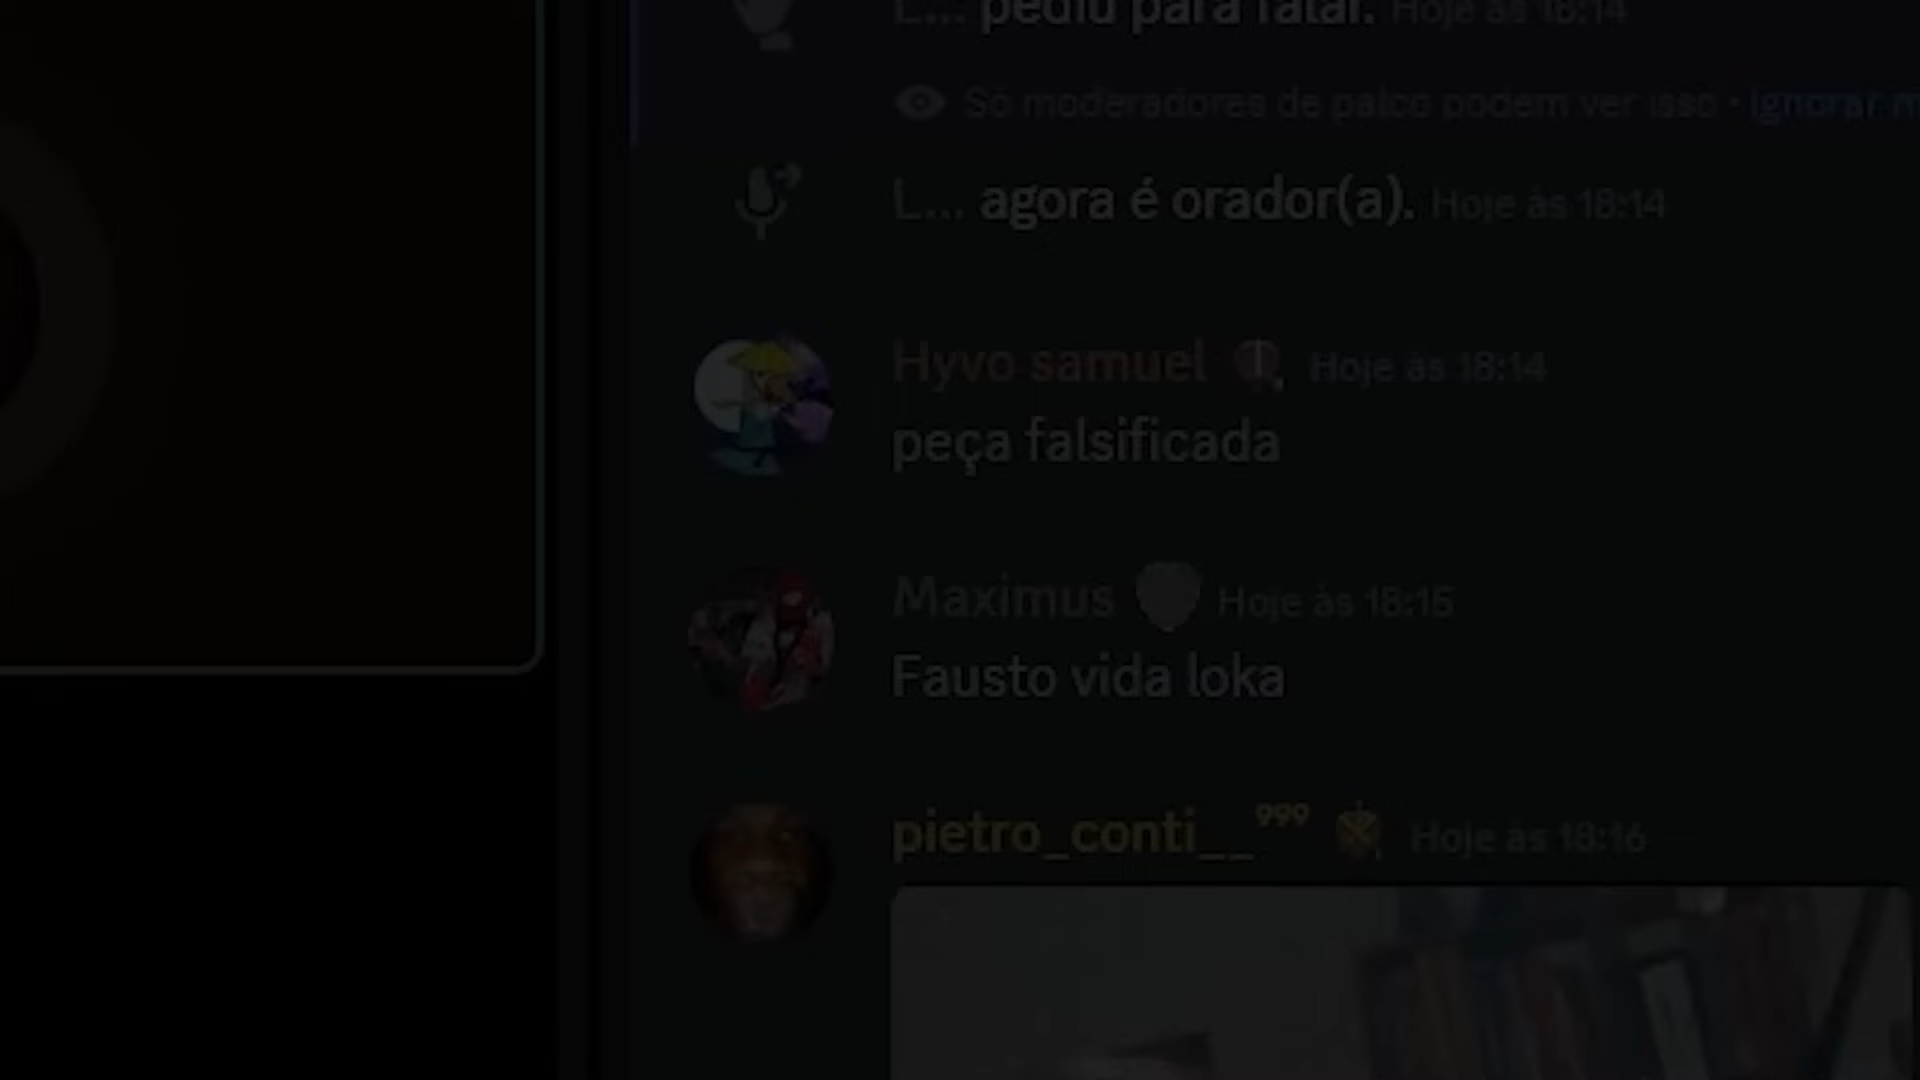 L... pediu para falar. Hoje às 18:14
Só moderadores de palco podem ver isso • Ignorar m
L... agora é orador(a). Hoje às 18:14
Hyvo samuel Hoje às 18:14
peça falsificada
Maximus Hoje às 18:15
Fausto vida loka
pietro_conti__⁹⁹⁹ Hoje às 18:16